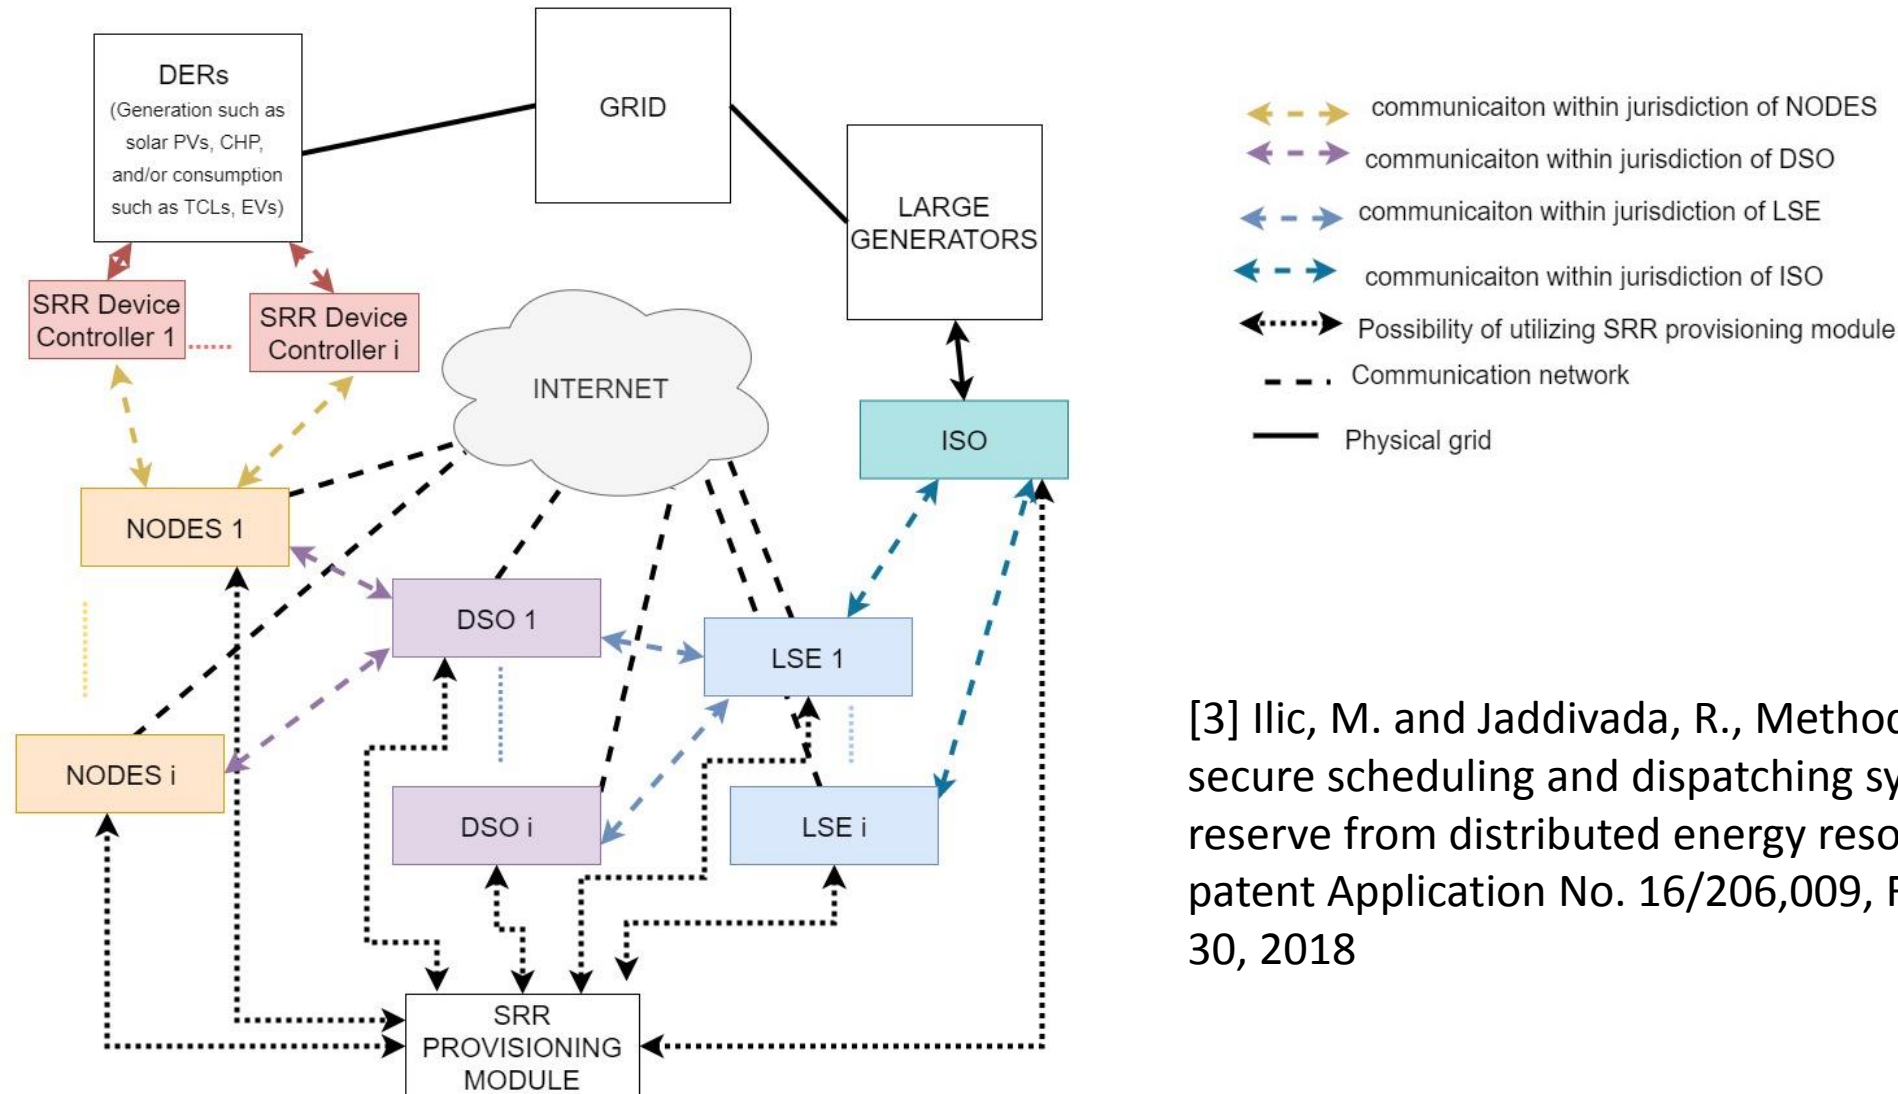 DERs
(Generation such as
solar PVs, CHP,
and/or consumption
such as TCLs, EVs)
GRID
LARGE
GENERATORS
SRR Device
Controller 1
SRR Device
Controller i
INTERNET
ISO
NODES 1
DSO 1
LSE 1
NODES i
DSO i
LSE i
SRR
PROVISIONING
MODULE
communicaiton within jurisdiction of NODES
communicaiton within jurisdiction of DSO
communicaiton within jurisdiction of LSE
communicaiton within jurisdiction of ISO
Possibility of utilizing SRR provisioning module
Communication network
Physical grid
[3] Ilic, M. and Jaddivada, R.,
secure scheduling and dispatching
reserve from distributed energy
patent Application No. 16/206,009,
30, 2018